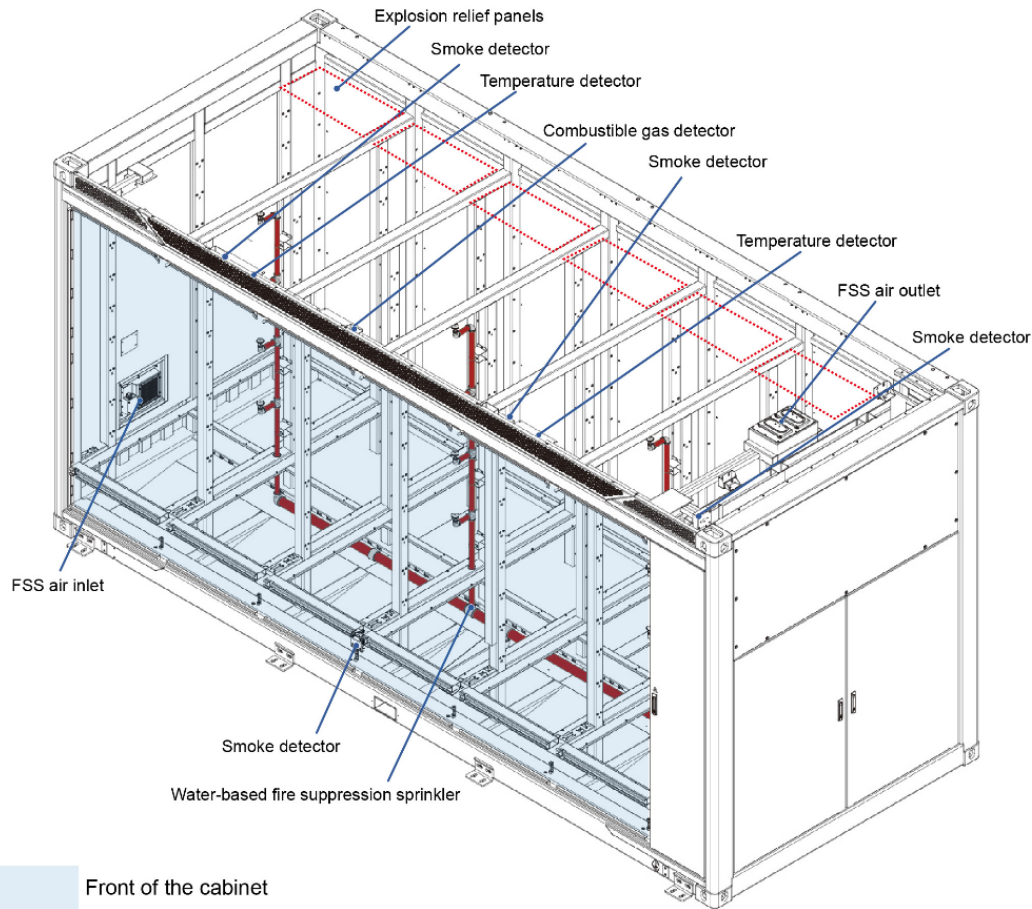 Explosion relief panels
Smoke detector
Temperature detector
Combustible gas detector
Smoke detector
Temperature detector
FSS air outlet
Smoke detector
FSS air inlet
Smoke detector
Water-based fire suppression sprinkler
Front of the cabinet